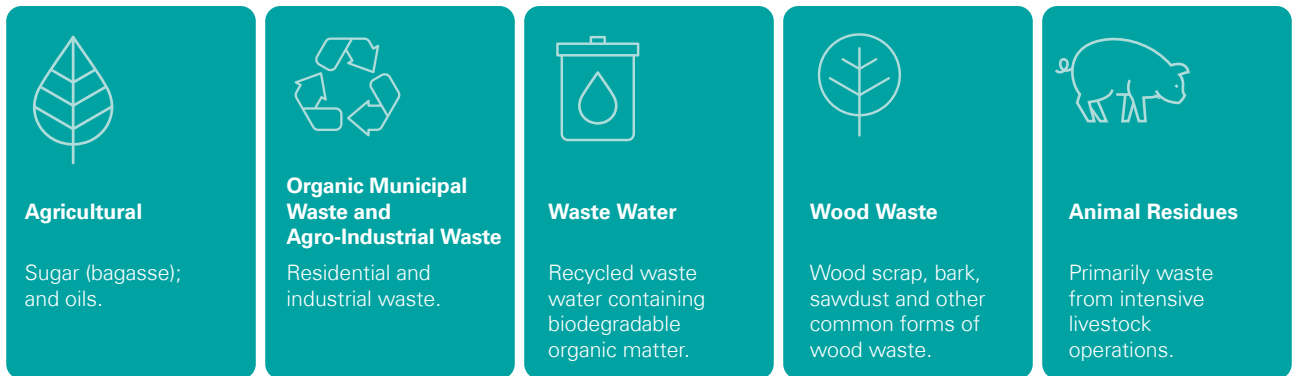 Agricultural
Sugar (bagasse);
and oils.
Organic Municipal
Waste and
Agro-Industrial Waste
Residential and
industrial waste.
Waste Water
Recycled waste
water containing
biodegradable
organic matter.
Wood Waste
Wood scrap, bark,
sawdust and other
common forms of
wood waste.
Animal Residues
Primarily waste
from intensive
livestock
operations.